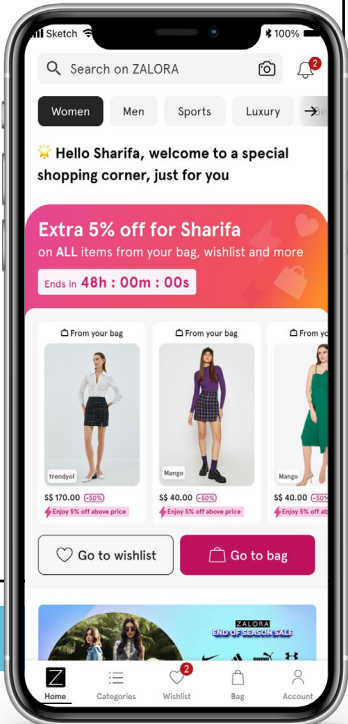 Sketch
100%
Search on ZALORA
2
Women
Men
Sports
Luxury
Hello Sharifa, welcome to a special
shopping corner, just for you
Extra 5% off for Sharifa
on ALL items from your bag, wishlist and more
Ends in 48h : 00m : 00s
From your bag
From your bag
From yo
trendyol
Mango
Mango
S$ 170.00 -50%
S$ 40.00 -50%
S$ 40.00 -50%
Enjoy 5% off above price
Enjoy 5% off above price
Enjoy 5% off ab
Go to wishlist
Go to bag
ZALORA
END OF SEASON SALE
2
Z
Home
Categories
Wishlist
Bag
Account